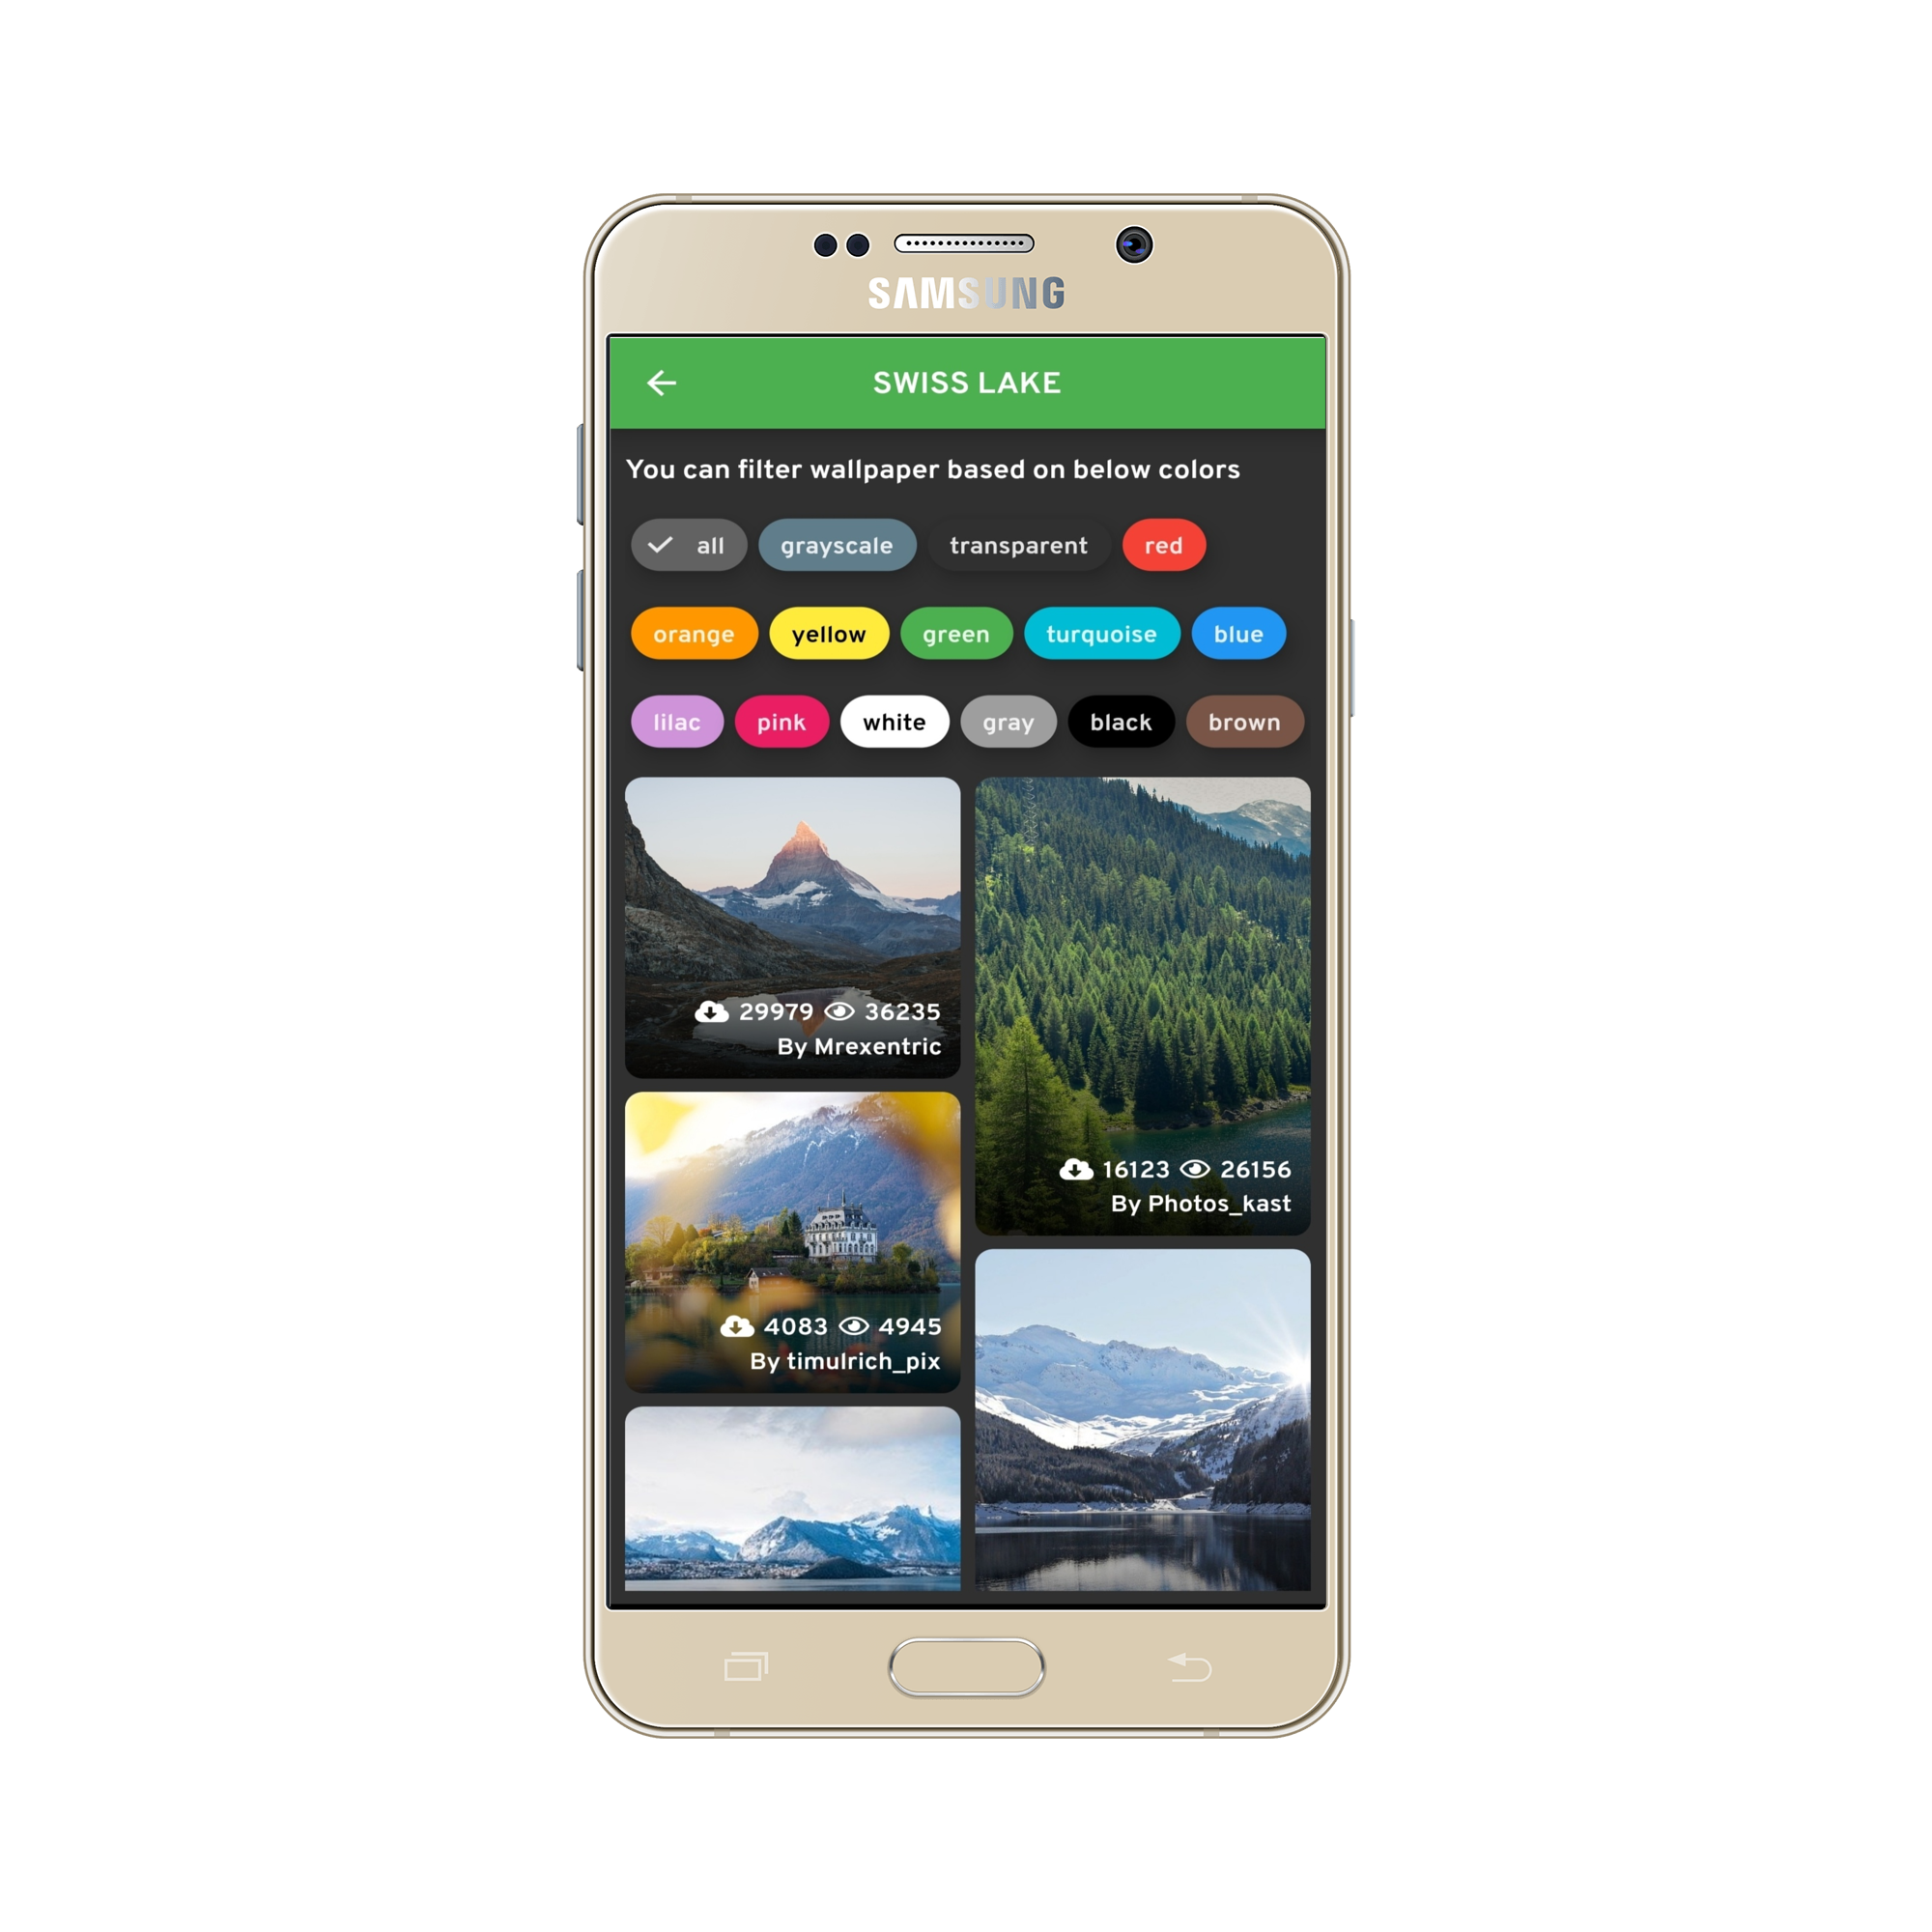 SAMSUNG
SWISS LAKE
You can filter wallpaper based on below colors
all grayscale transparent red
orange yellow green turquoise blue
lilac pink white gray black brown
29979 36235
By Mrexentric
16123 26156
By Photos_kast
4083 4945
By timulrich_pix